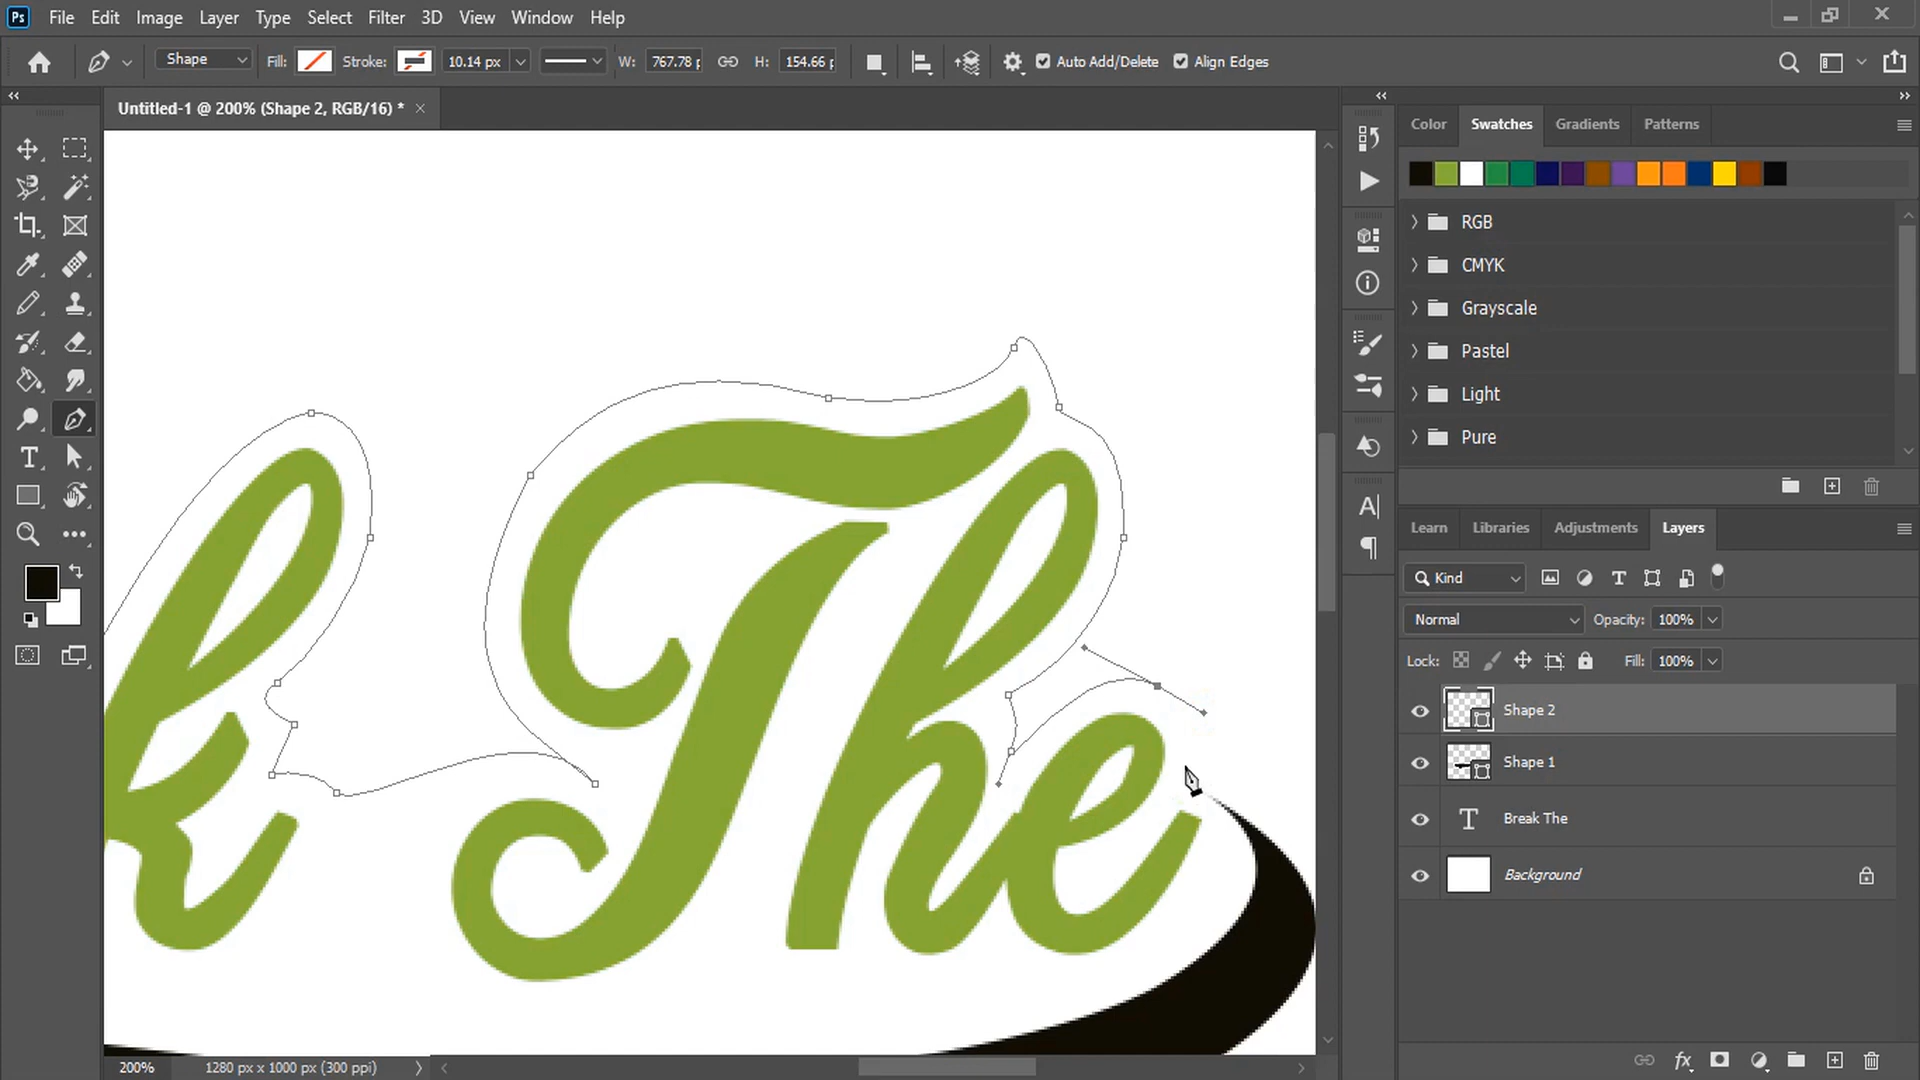 Ps File Edit Image Layer Type Select Filter 3D View Window Help
Shape Fill: Stroke: 10.14 px W: 767.78 p H: 154.66 p Auto Add/Delete Align Edges
Untitled-1 @ 200% (Shape 2, RGB/16) *
Color Swatches Gradients Patterns
RGB
CMYK
Grayscale
Pastel
Light
Pure
k The
Learn Libraries Adjustments Layers
Kind
Normal Opacity: 100%
Lock: Fill: 100%
Shape 2
Shape 1
Break The
Background
200% 1280 px x 1000 px (300 ppi)